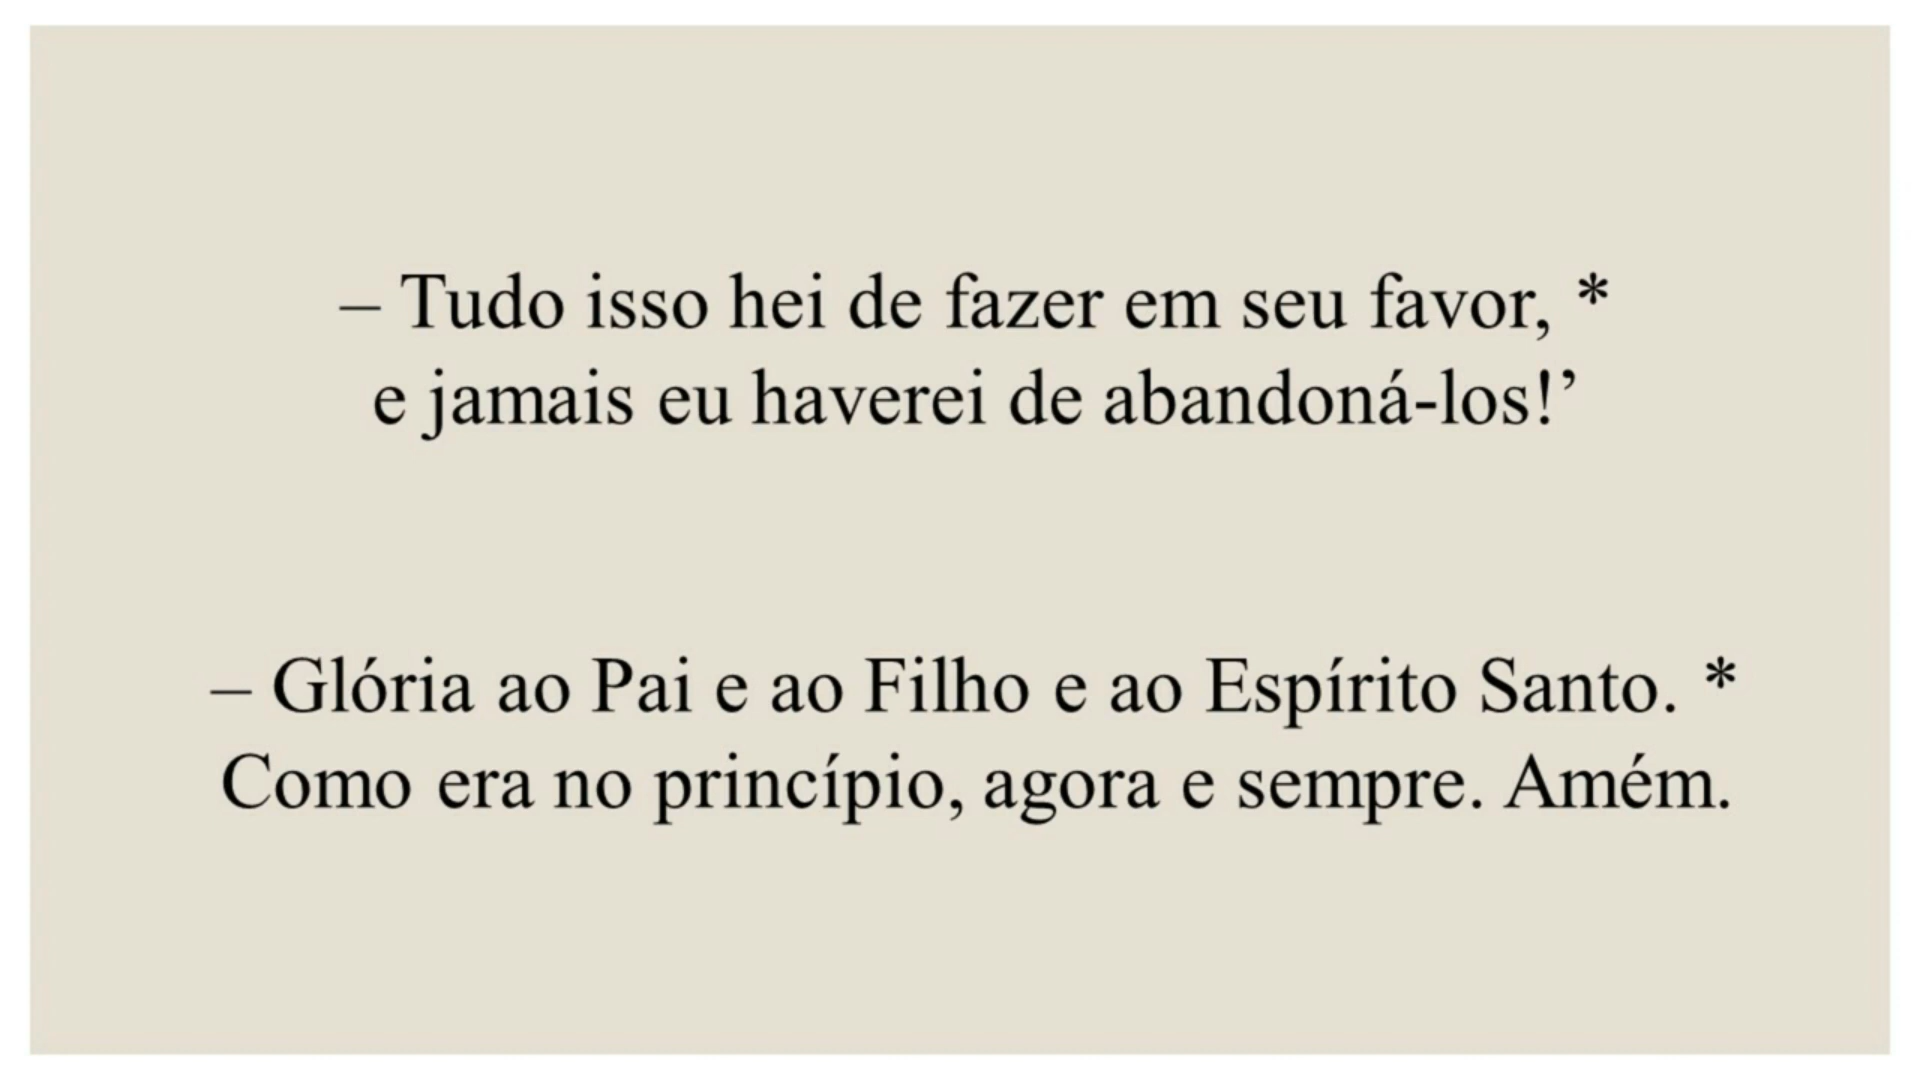 – Tudo isso hei de fazer em seu favor, *
e jamais eu haverei de abandoná-los!’
– Glória ao Pai e ao Filho e ao Espírito Santo. *
Como era no princípio, agora e sempre. Amém.